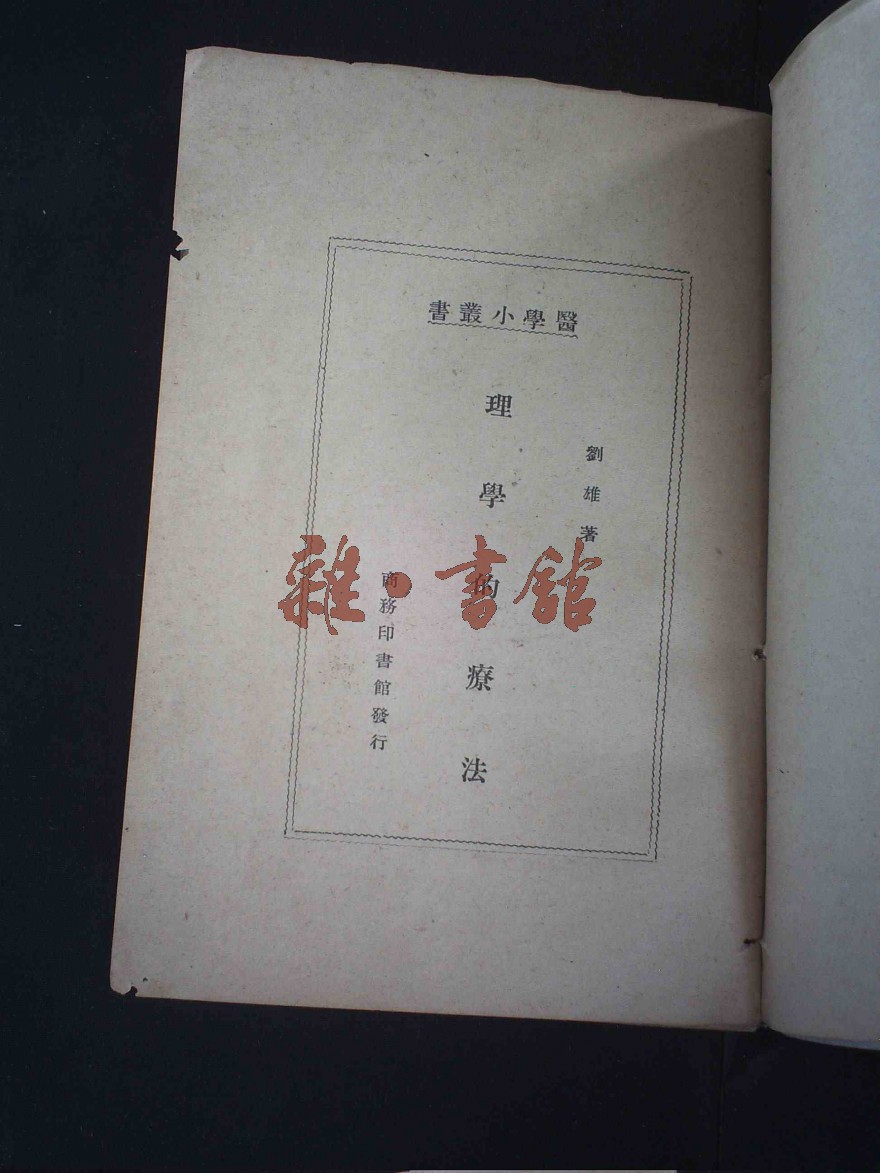 醫學小叢書
劉雄著
理學的療法
商務印書館發行
雜·書館